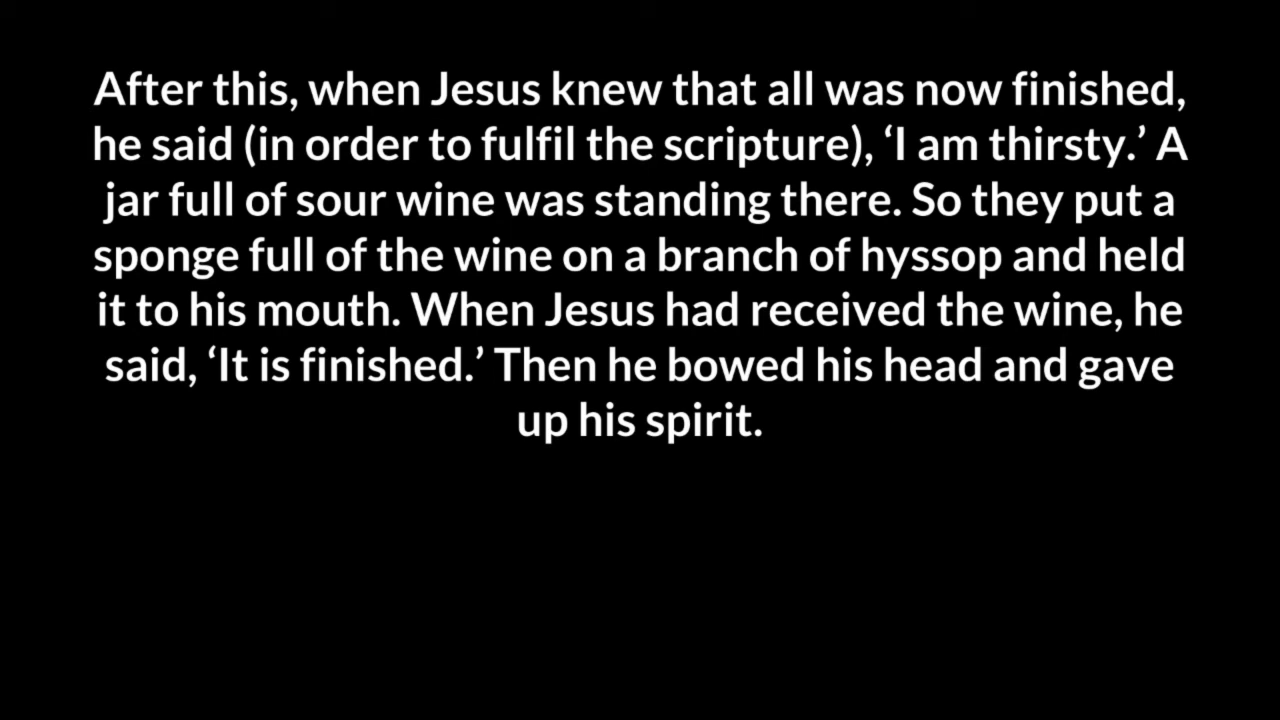 After this, when Jesus knew that all was now finished,
he said (in order to fulfil the scripture), ‘I am thirsty.’ A
jar full of sour wine was standing there. So they put a
sponge full of the wine on a branch of hyssop and held
it to his mouth. When Jesus had received the wine, he
said, ‘It is finished.’ Then he bowed his head and gave
up his spirit.